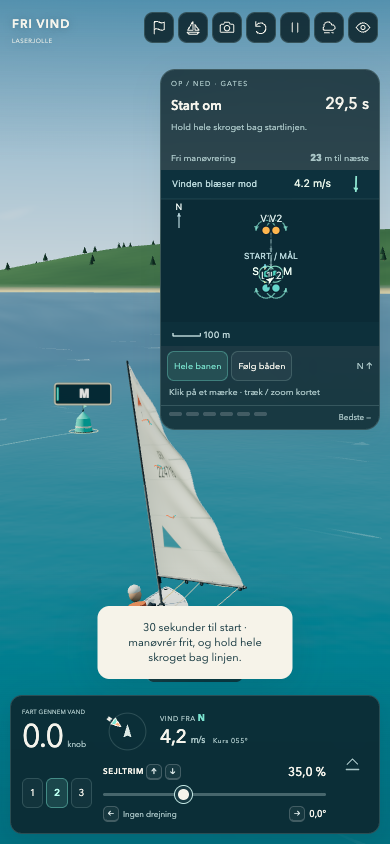 FRI VIND
LASERJOLLE
OP / NED · GATES
Start om
29,5 s
Hold hele skroget bag startlinjen.
Fri manøvrering
23 m til næste
Vinden blæser mod
4.2 m/s
N
V2
START / MÅL
M
100 m
Hele banen
Følg båden
N ↑
Klik på et mærke · træk / zoom kortet
Bedste –
M
30 sekunder til start ·
manøvrér frit, og hold hele
skroget bag linjen.
FART GENNEM VAND
0.0 knob
VIND FRA N
4,2 m/s Kurs 055°
1 2 3
SEJLTRIM ↑ ↓
35,0 %
← Ingen drejning
→ 0,0°